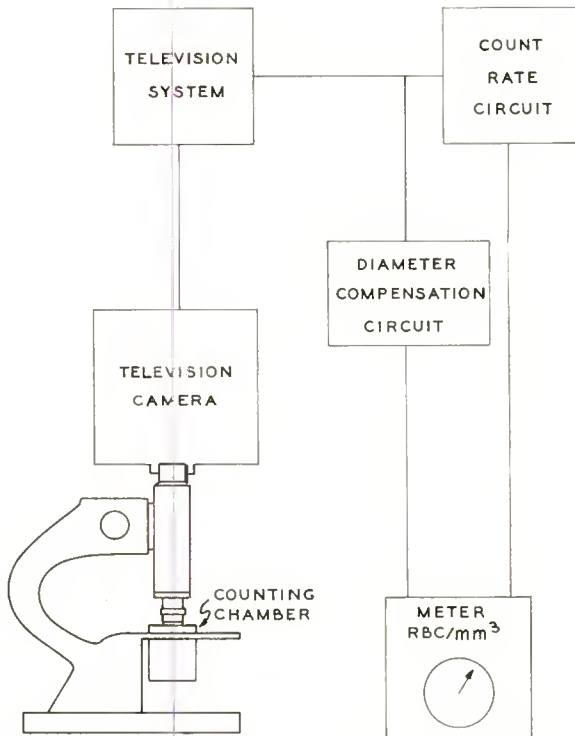 TELEVISION
SYSTEM
COUNT
RATE
CIRCUIT
DIAMETER
COMPENSATION
CIRCUIT
TELEVISION
CAMERA
COUNTING
CHAMBER
METER
RBC/mm³